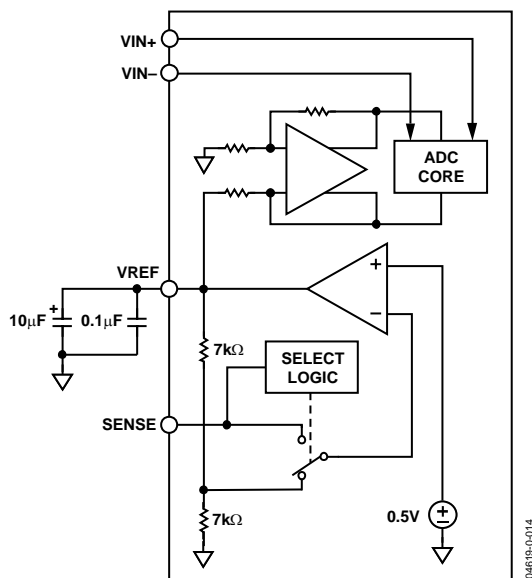 VIN+
VIN–
ADC
CORE
VREF
+
–
10µF
+
0.1µF
7kΩ
SELECT
LOGIC
SENSE
7kΩ
0.5V
+
–
04619-0-014